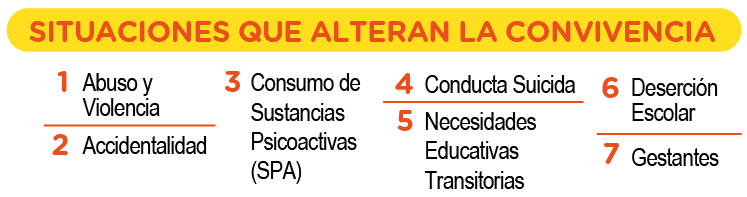 SITUACIONES QUE ALTERAN LA CONVIVENCIA
1 Abuso y
Violencia
2 Accidentalidad
3 Consumo de
Sustancias
Psicoactivas
(SPA)
4 Conducta Suicida
5 Necesidades
Educativas
Transitorias
6 Deserción
Escolar
7 Gestantes